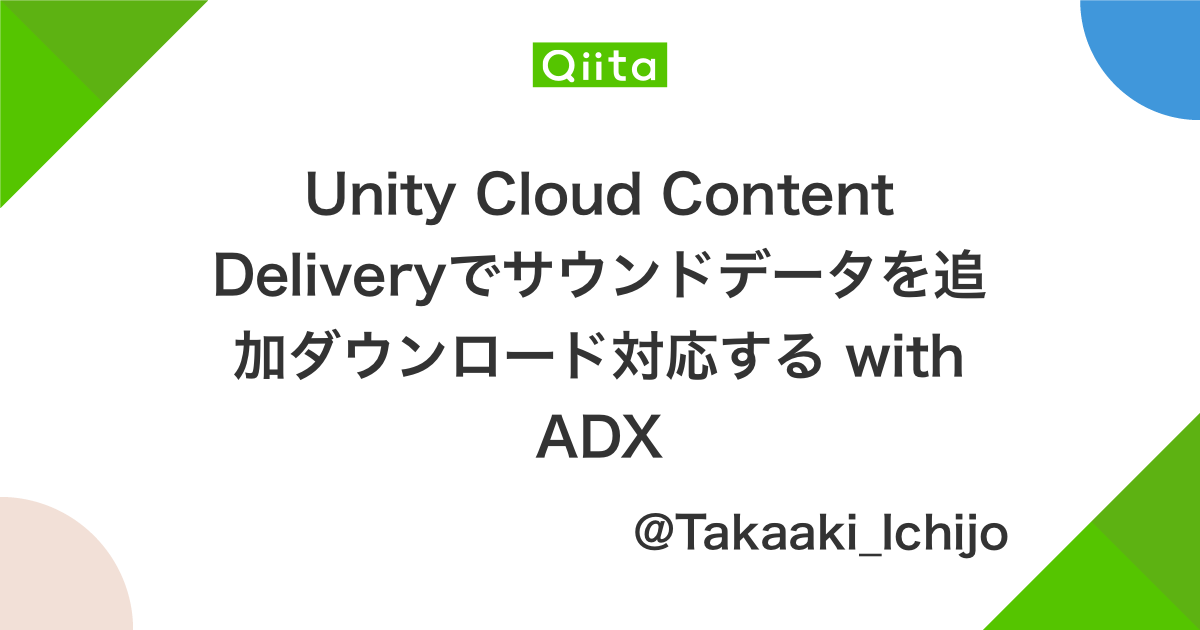 Qiita
Unity Cloud Content
Deliveryでサウンドデータを追
加ダウンロード対応する with
ADX
@Takaaki_Ichijo